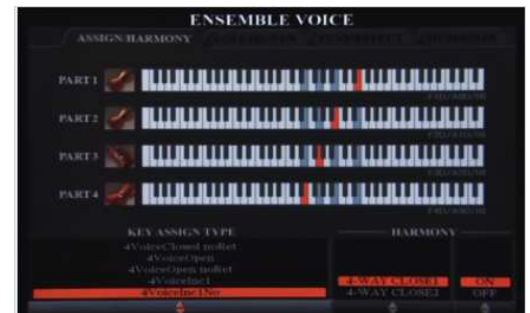 ENSEMBLE VOICE
ASSIGN/HARMONY
PART 1
PART 2
PART 3
PART 4
KEY ASSIGN TYPE HARMONY
4VoiceClosed noRet
4VoiceOpen
4VoiceOpen noRet
4VoiceInc1
4VoiceInc1No
4-WAY CLOSE1 ON
4-WAY CLOSE2 OFF